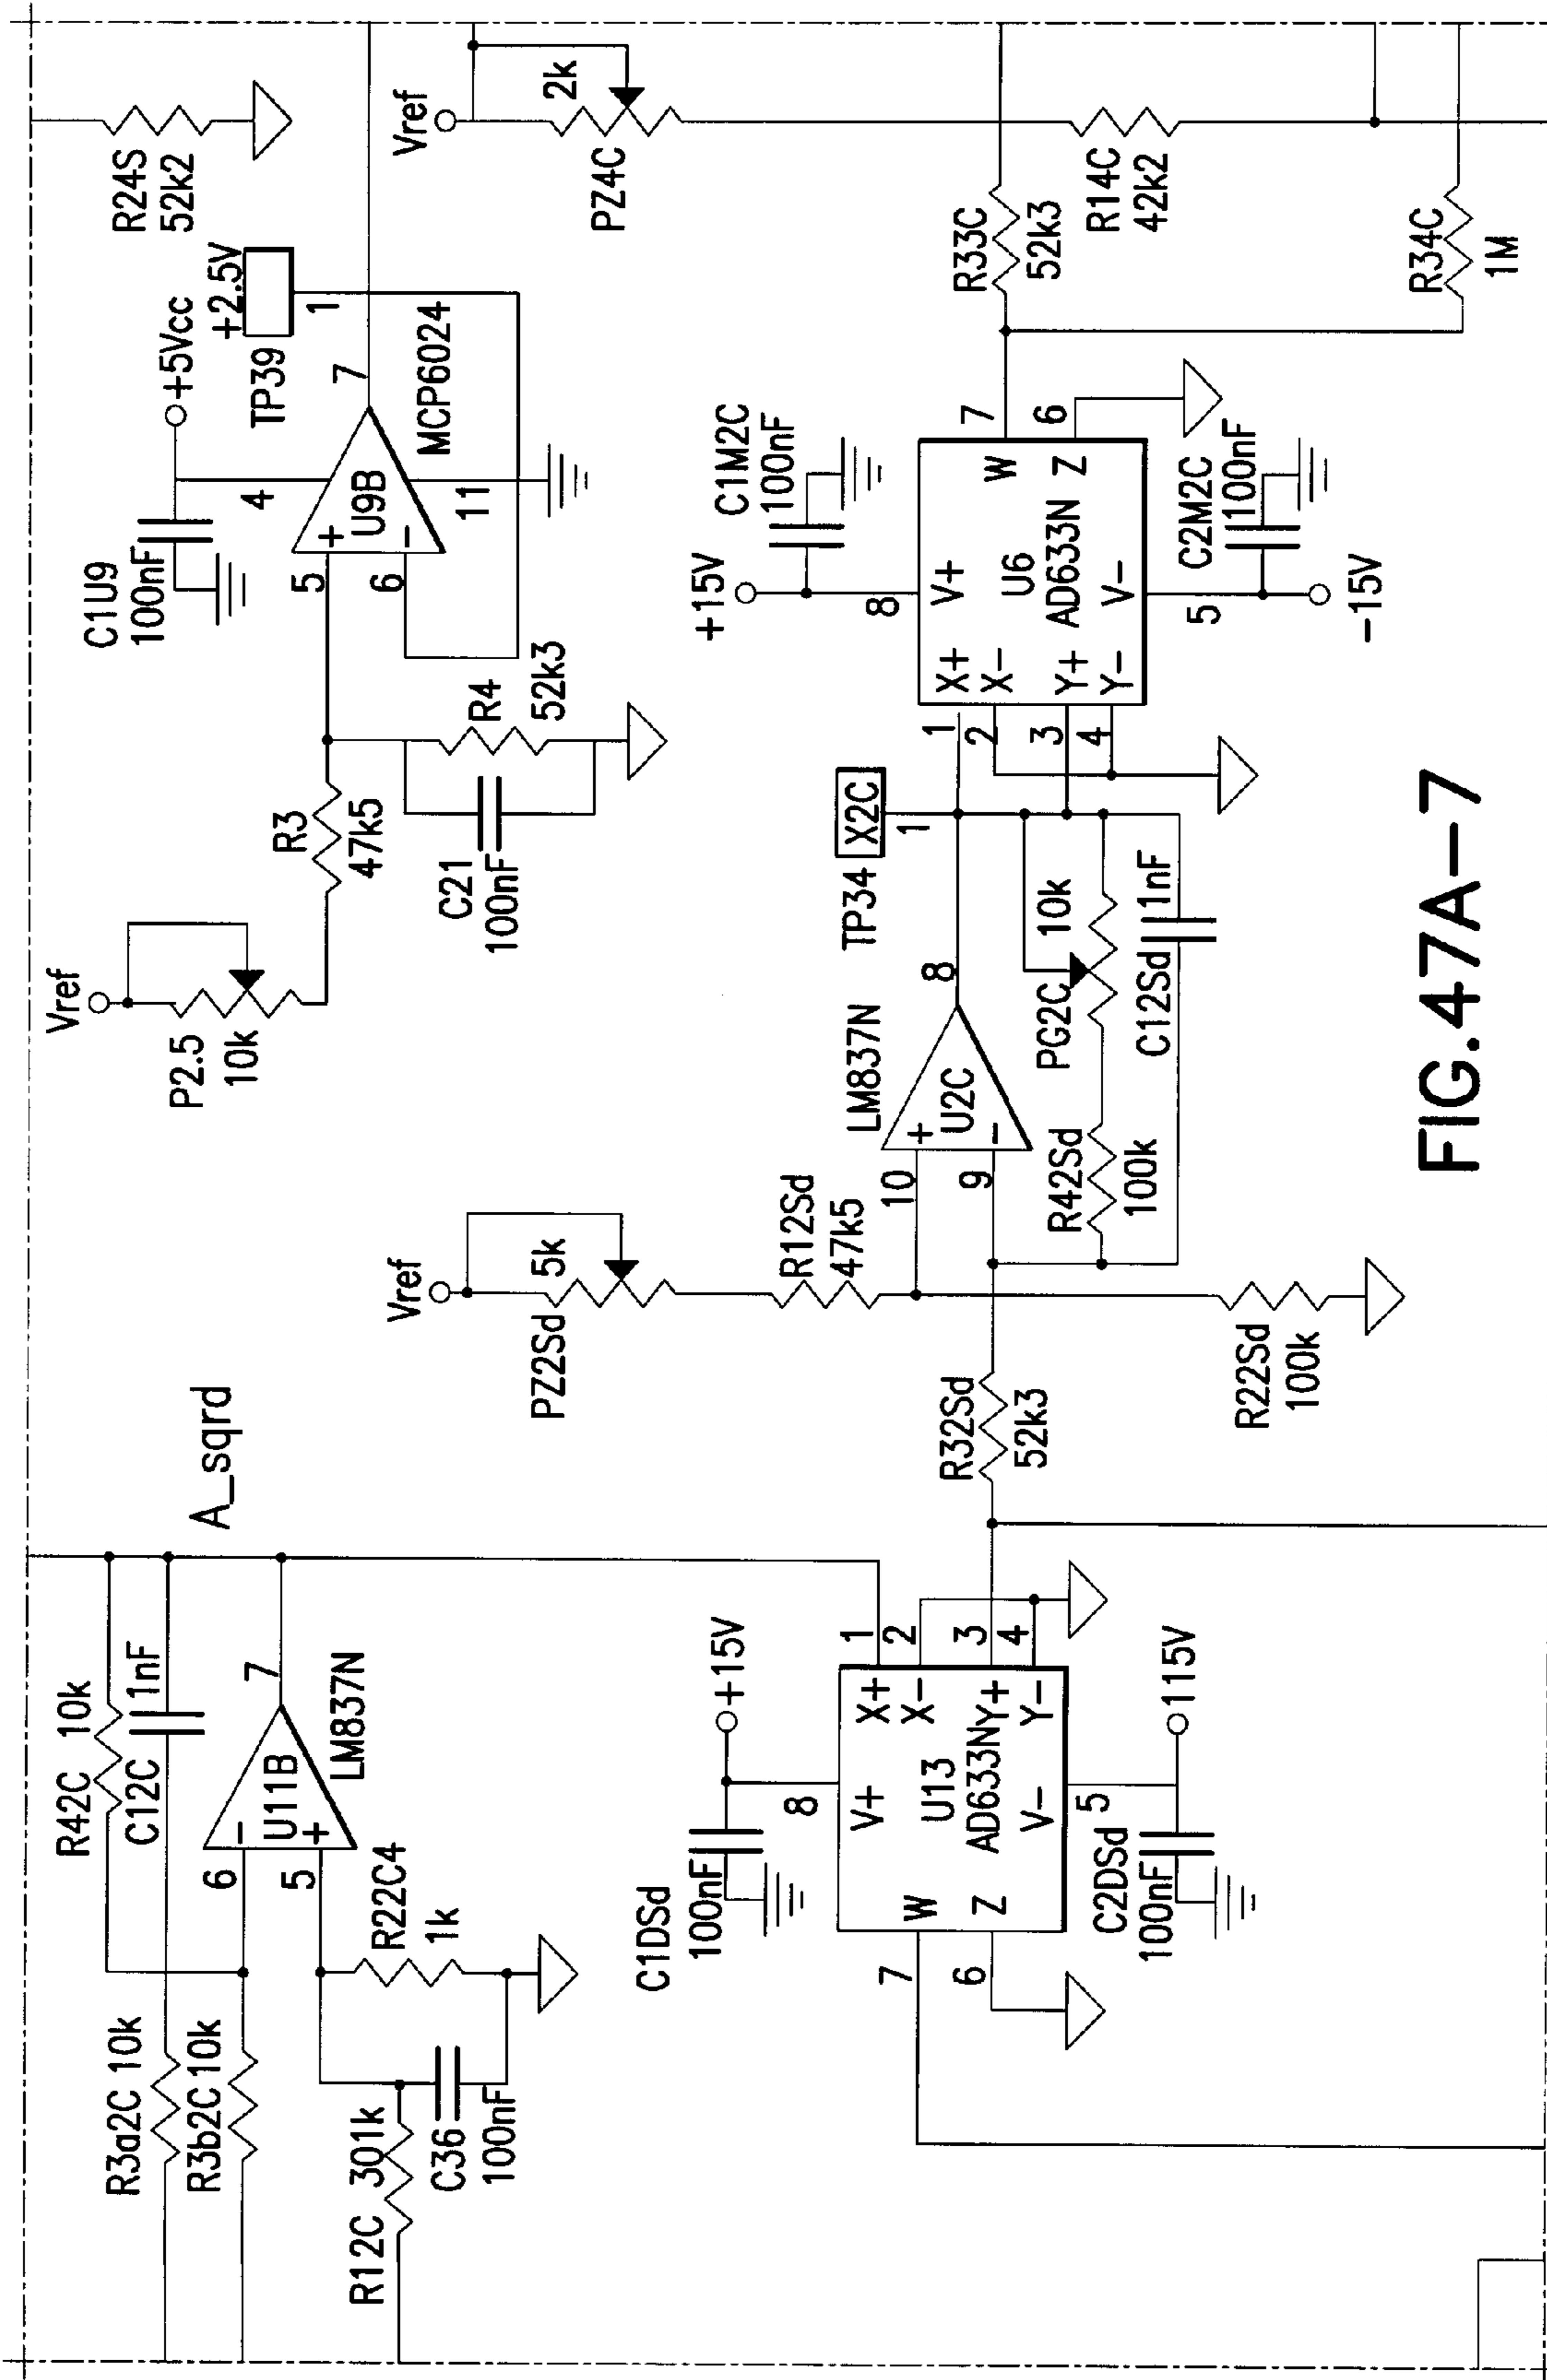 Vref
P2.5
10k
R3
47k5
C21
100nF
R4
52k3
C1U9
100nF
+5Vcc
4
5
6
+
-
U9B
11
7
MCP6024
TP39
+2.5V
1
R24S
52k2
Vref
2k
PZ4C
R33C
52k3
R14C
42k2
R34C
1M
A_sqrd
R42C 10k
C12C 1nF
R3a2C 10k
R3b2C 10k
6
5
-
+
U11B
7
LM837N
R22C4
1k
R12C 301k
C36
100nF
Vref
PZ2Sd 5k
R12Sd
47k5
R32Sd
52k3
R22Sd
100k
10
9
+
-
U2C
8
LM837N
TP34
X2C
1
PG2C 10k
R42Sd
100k
C12Sd 1nF
+15V
C1M2C
100nF
8
V+
U6
AD633N
V-
X+
X-
Y+
Y-
1
2
3
4
W
Z
7
6
5
C2M2C
100nF
-15V
C1DSd
100nF
+15V
8
V+
U13
AD633N
V-
X+
X-
Y+
Y-
1
2
3
4
W
Z
7
6
5
C2DSd
100nF
115V
FIG.47A-7